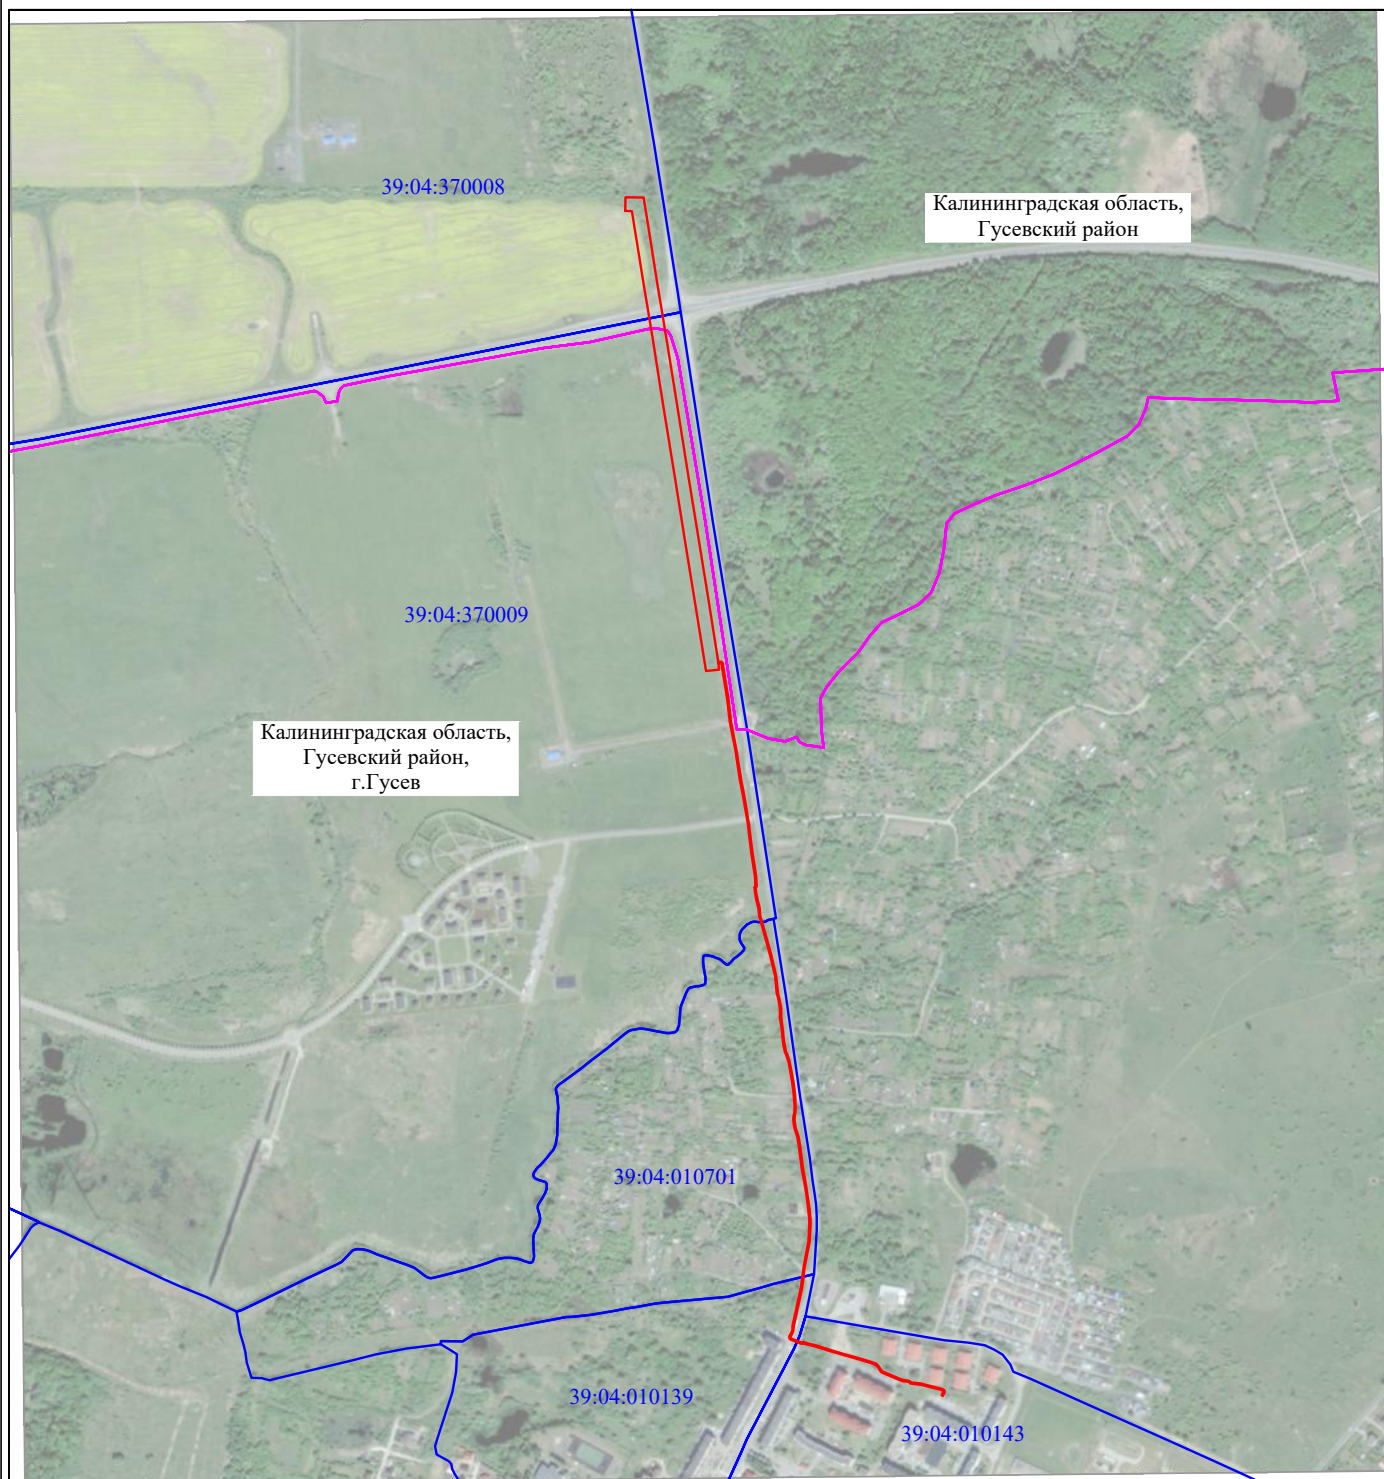 39:04:370008
Калининградская область,
Гусевский район
39:04:370009
Калининградская область,
Гусевский район,
г.Гусев
39:04:010701
39:04:010139
39:04:010143